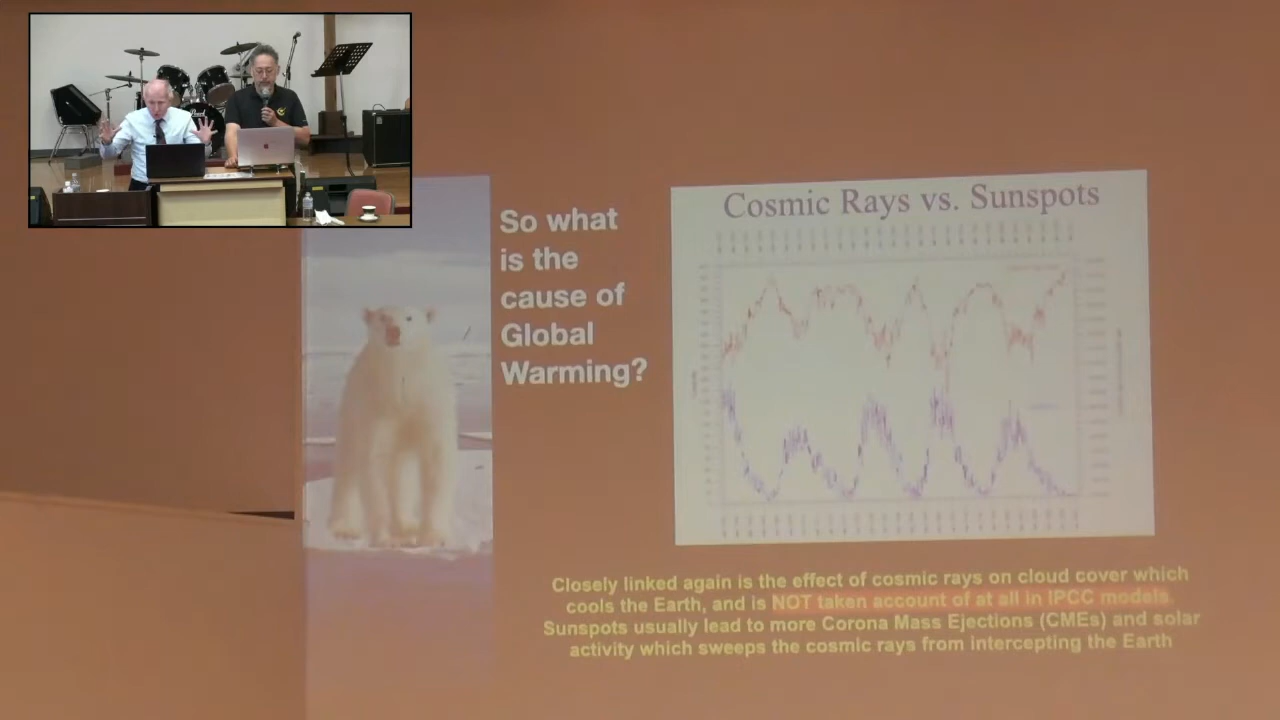 So what
is the
cause of
Global
Warming?
Cosmic Rays vs. Sunspots
Closely linked again is the effect of cosmic rays on cloud cover which
cools the Earth, and is NOT taken account of at all in IPCC models.
Sunspots usually lead to more Corona Mass Ejections (CMEs) and solar
activity which sweeps the cosmic rays from intercepting the Earth